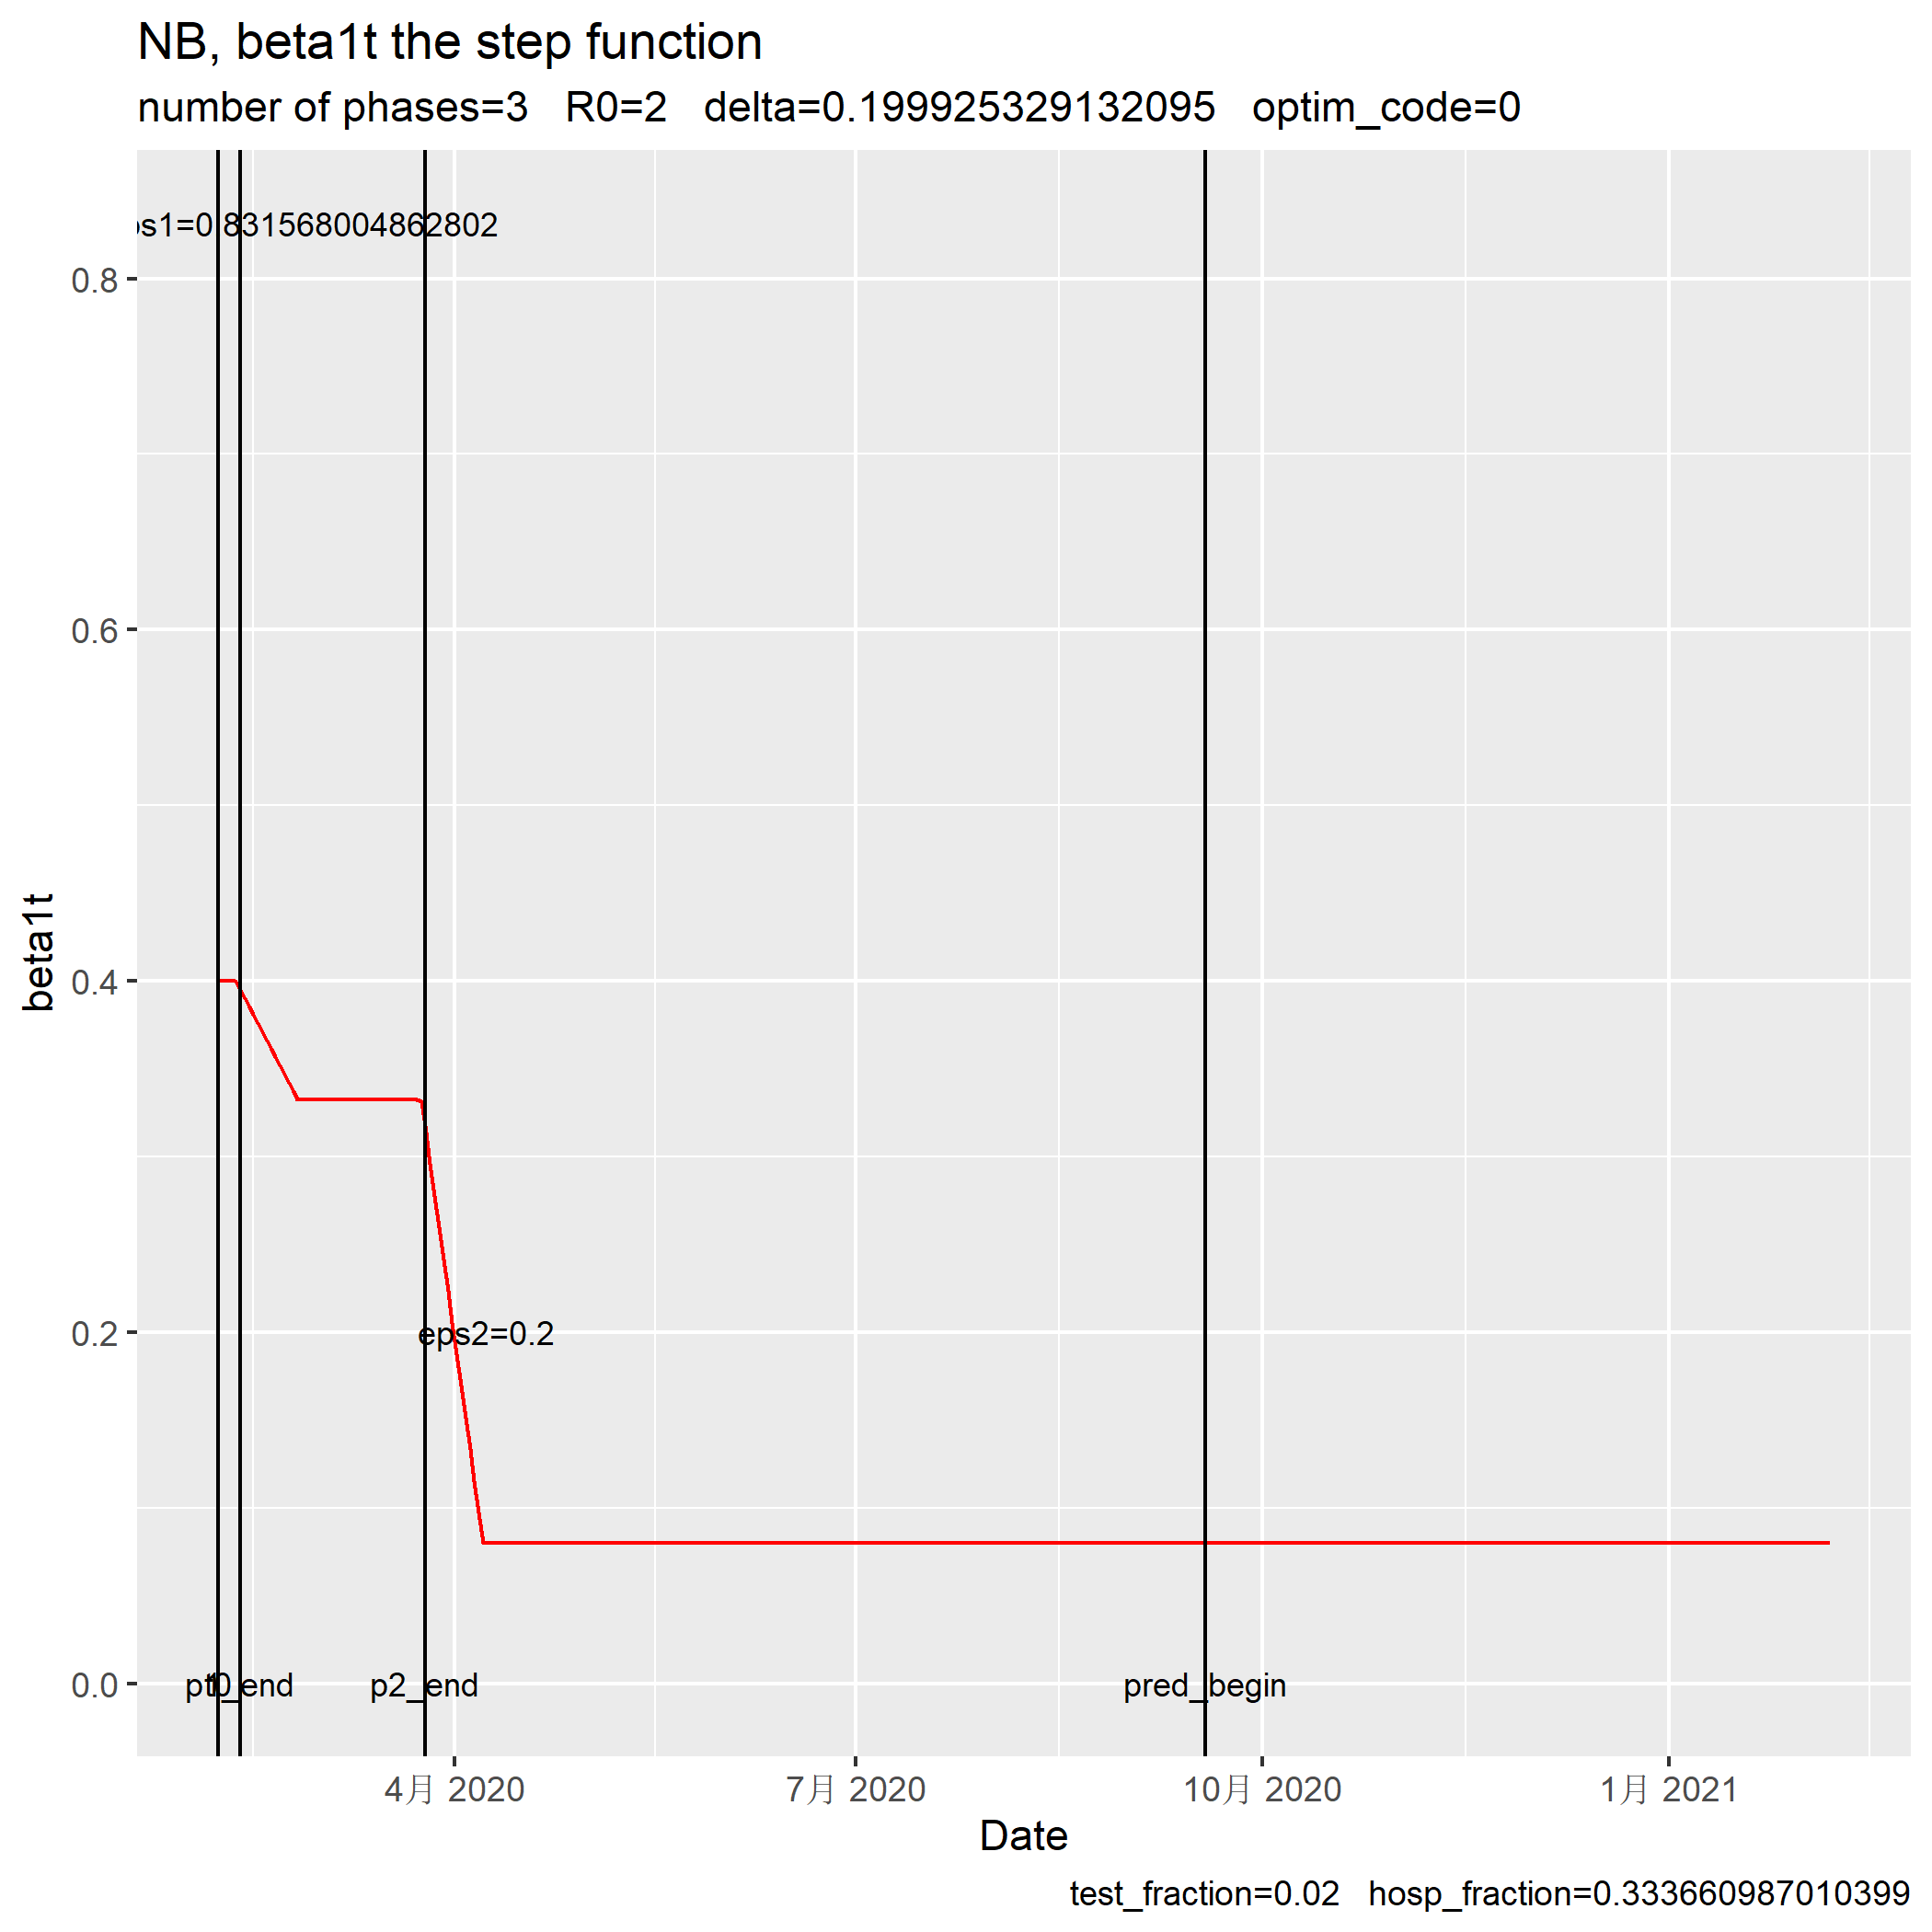 NB, beta1t the step function
number of phases=3 R0=2 delta=0.199925329132095 optim_code=0
ps1=0.831568004862802
0.8
0.6
0.4
0.2
0.0
beta1t
eps2=0.2
p2_end
pred_begin
4月 2020
7月 2020
10月 2020
1月 2021
Date
test_fraction=0.02 hosp_fraction=0.333660987010399